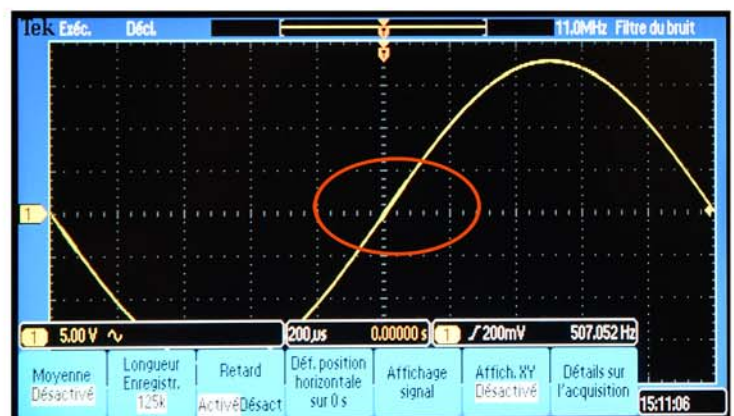 Tek Exéc. Décl. 11.0MHz Filtre du bruit
1
1 5.00 V 200µs 0.00000 s 1 200mV 507.052 Hz
Moyenne Désactivé
Longueur Enregistr. 125k
Retard Activé Désact
Déf. position horizontale sur 0 s
Affichage signal
Affich. XY Désactivé
Détails sur l'acquisition
15:11:06